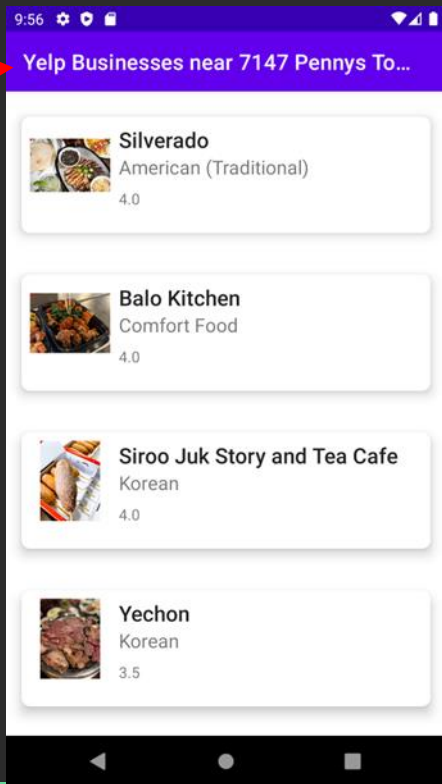 9:56
Yelp Businesses near 7147 Pennys To...
Silverado
American (Traditional)
4.0
Balo Kitchen
Comfort Food
4.0
Siroo Juk Story and Tea Cafe
Korean
4.0
Yechon
Korean
3.5